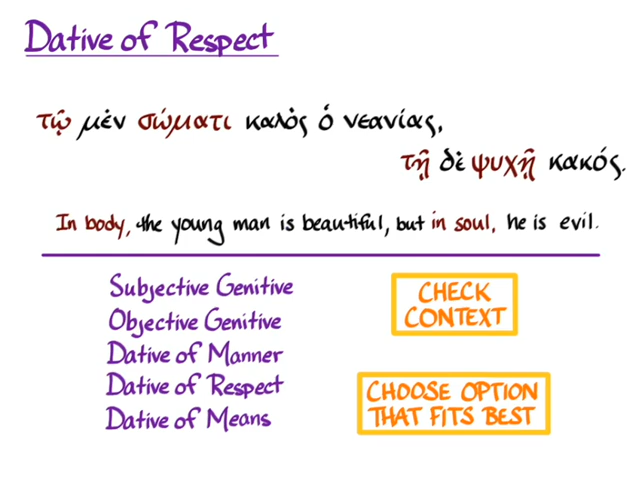 Dative of Respect
τῷ μὲν σώματι καλὸς ὁ νεανίας,
τῇ δὲ ψυχῇ κακός.
In body, the young man is beautiful, but in soul, he is evil.
Subjective Genitive
Objective Genitive
Dative of Manner
Dative of Respect
Dative of Means
CHECK
CONTEXT
CHOOSE OPTION
THAT FITS BEST